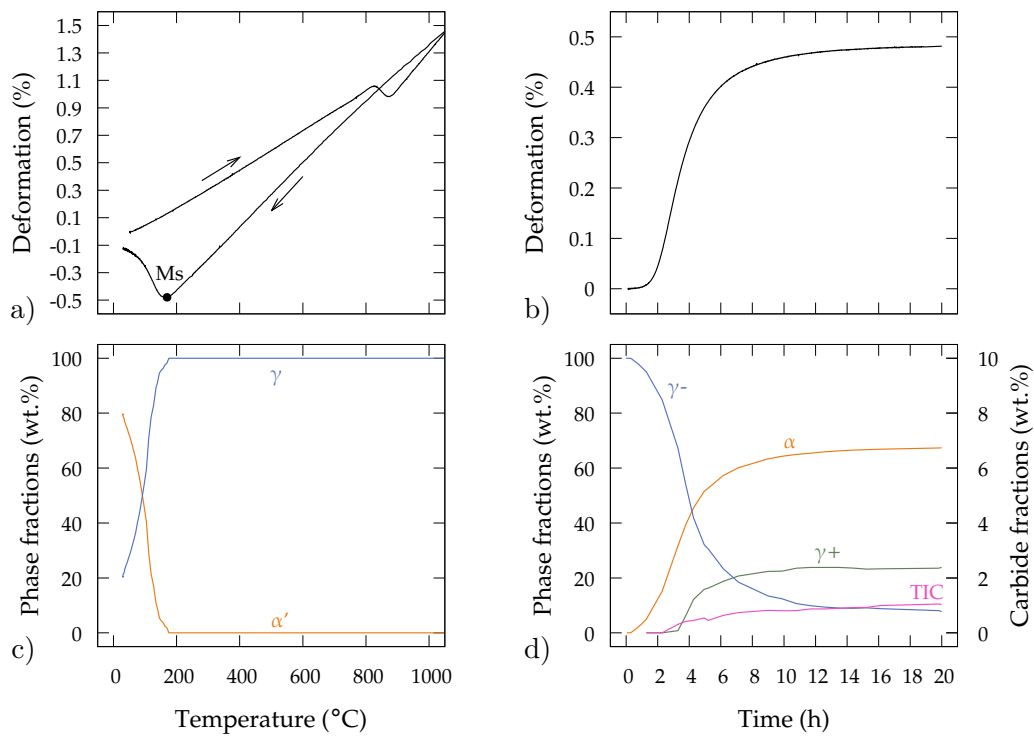 1.5
1.3
1.1
0.9
0.7
0.5
0.3
0.1
-0.1
-0.3
-0.5
Deformation (%)
Ms
a)
0.5
0.4
0.3
0.2
0.1
0
Deformation (%)
b)
100
80
60
40
20
0
Phase fractions (wt.%)
γ
α′
c)
0 200 400 600 800 1000
Temperature (°C)
100
80
60
40
20
0
Phase fractions (wt.%)
γ-
α
γ+
TIC
10
8
6
4
2
0
Carbide fractions (wt.%)
d)
0 2 4 6 8 10 12 14 16 18 20
Time (h)